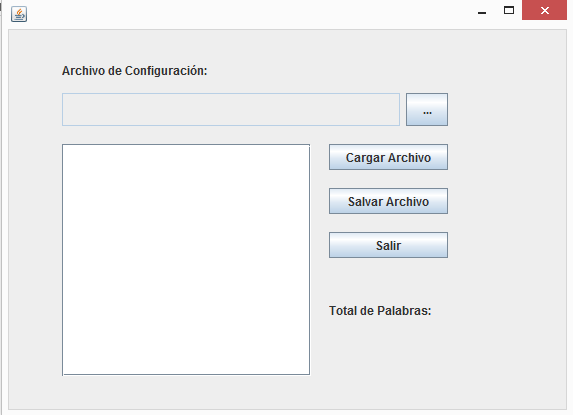 Archivo de Configuración:
...
Cargar Archivo
Salvar Archivo
Salir
Total de Palabras: